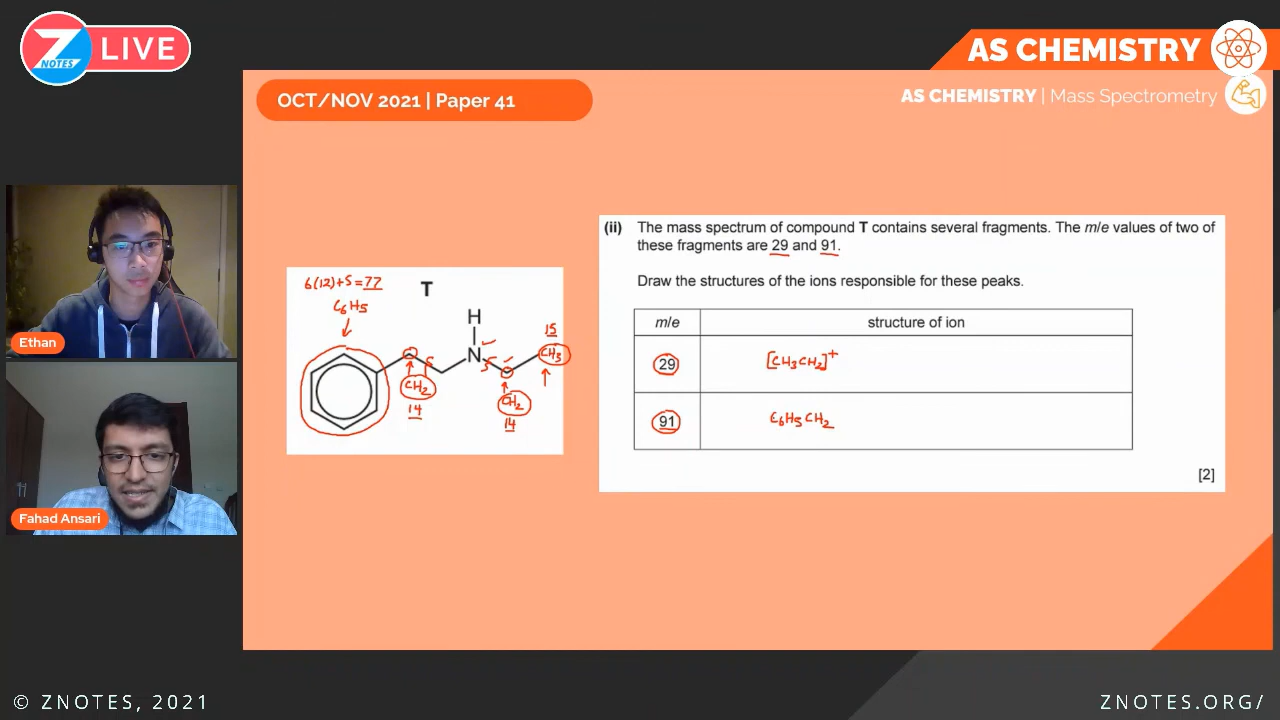 Z NOTES LIVE
AS CHEMISTRY
OCT/NOV 2021 | Paper 41
AS CHEMISTRY | Mass Spectrometry
Ethan
Fahad Ansari
6(12)+5=77
C6H5
T
H
N
15
CH3
CH2
14
CH2
14
(ii) The mass spectrum of compound T contains several fragments. The m/e values of two of
these fragments are 29 and 91.
Draw the structures of the ions responsible for these peaks.
m/e structure of ion
29 [CH3CH2]+
91 C6H5CH2
[2]
© ZNOTES, 2021
ZNOTES.ORG/